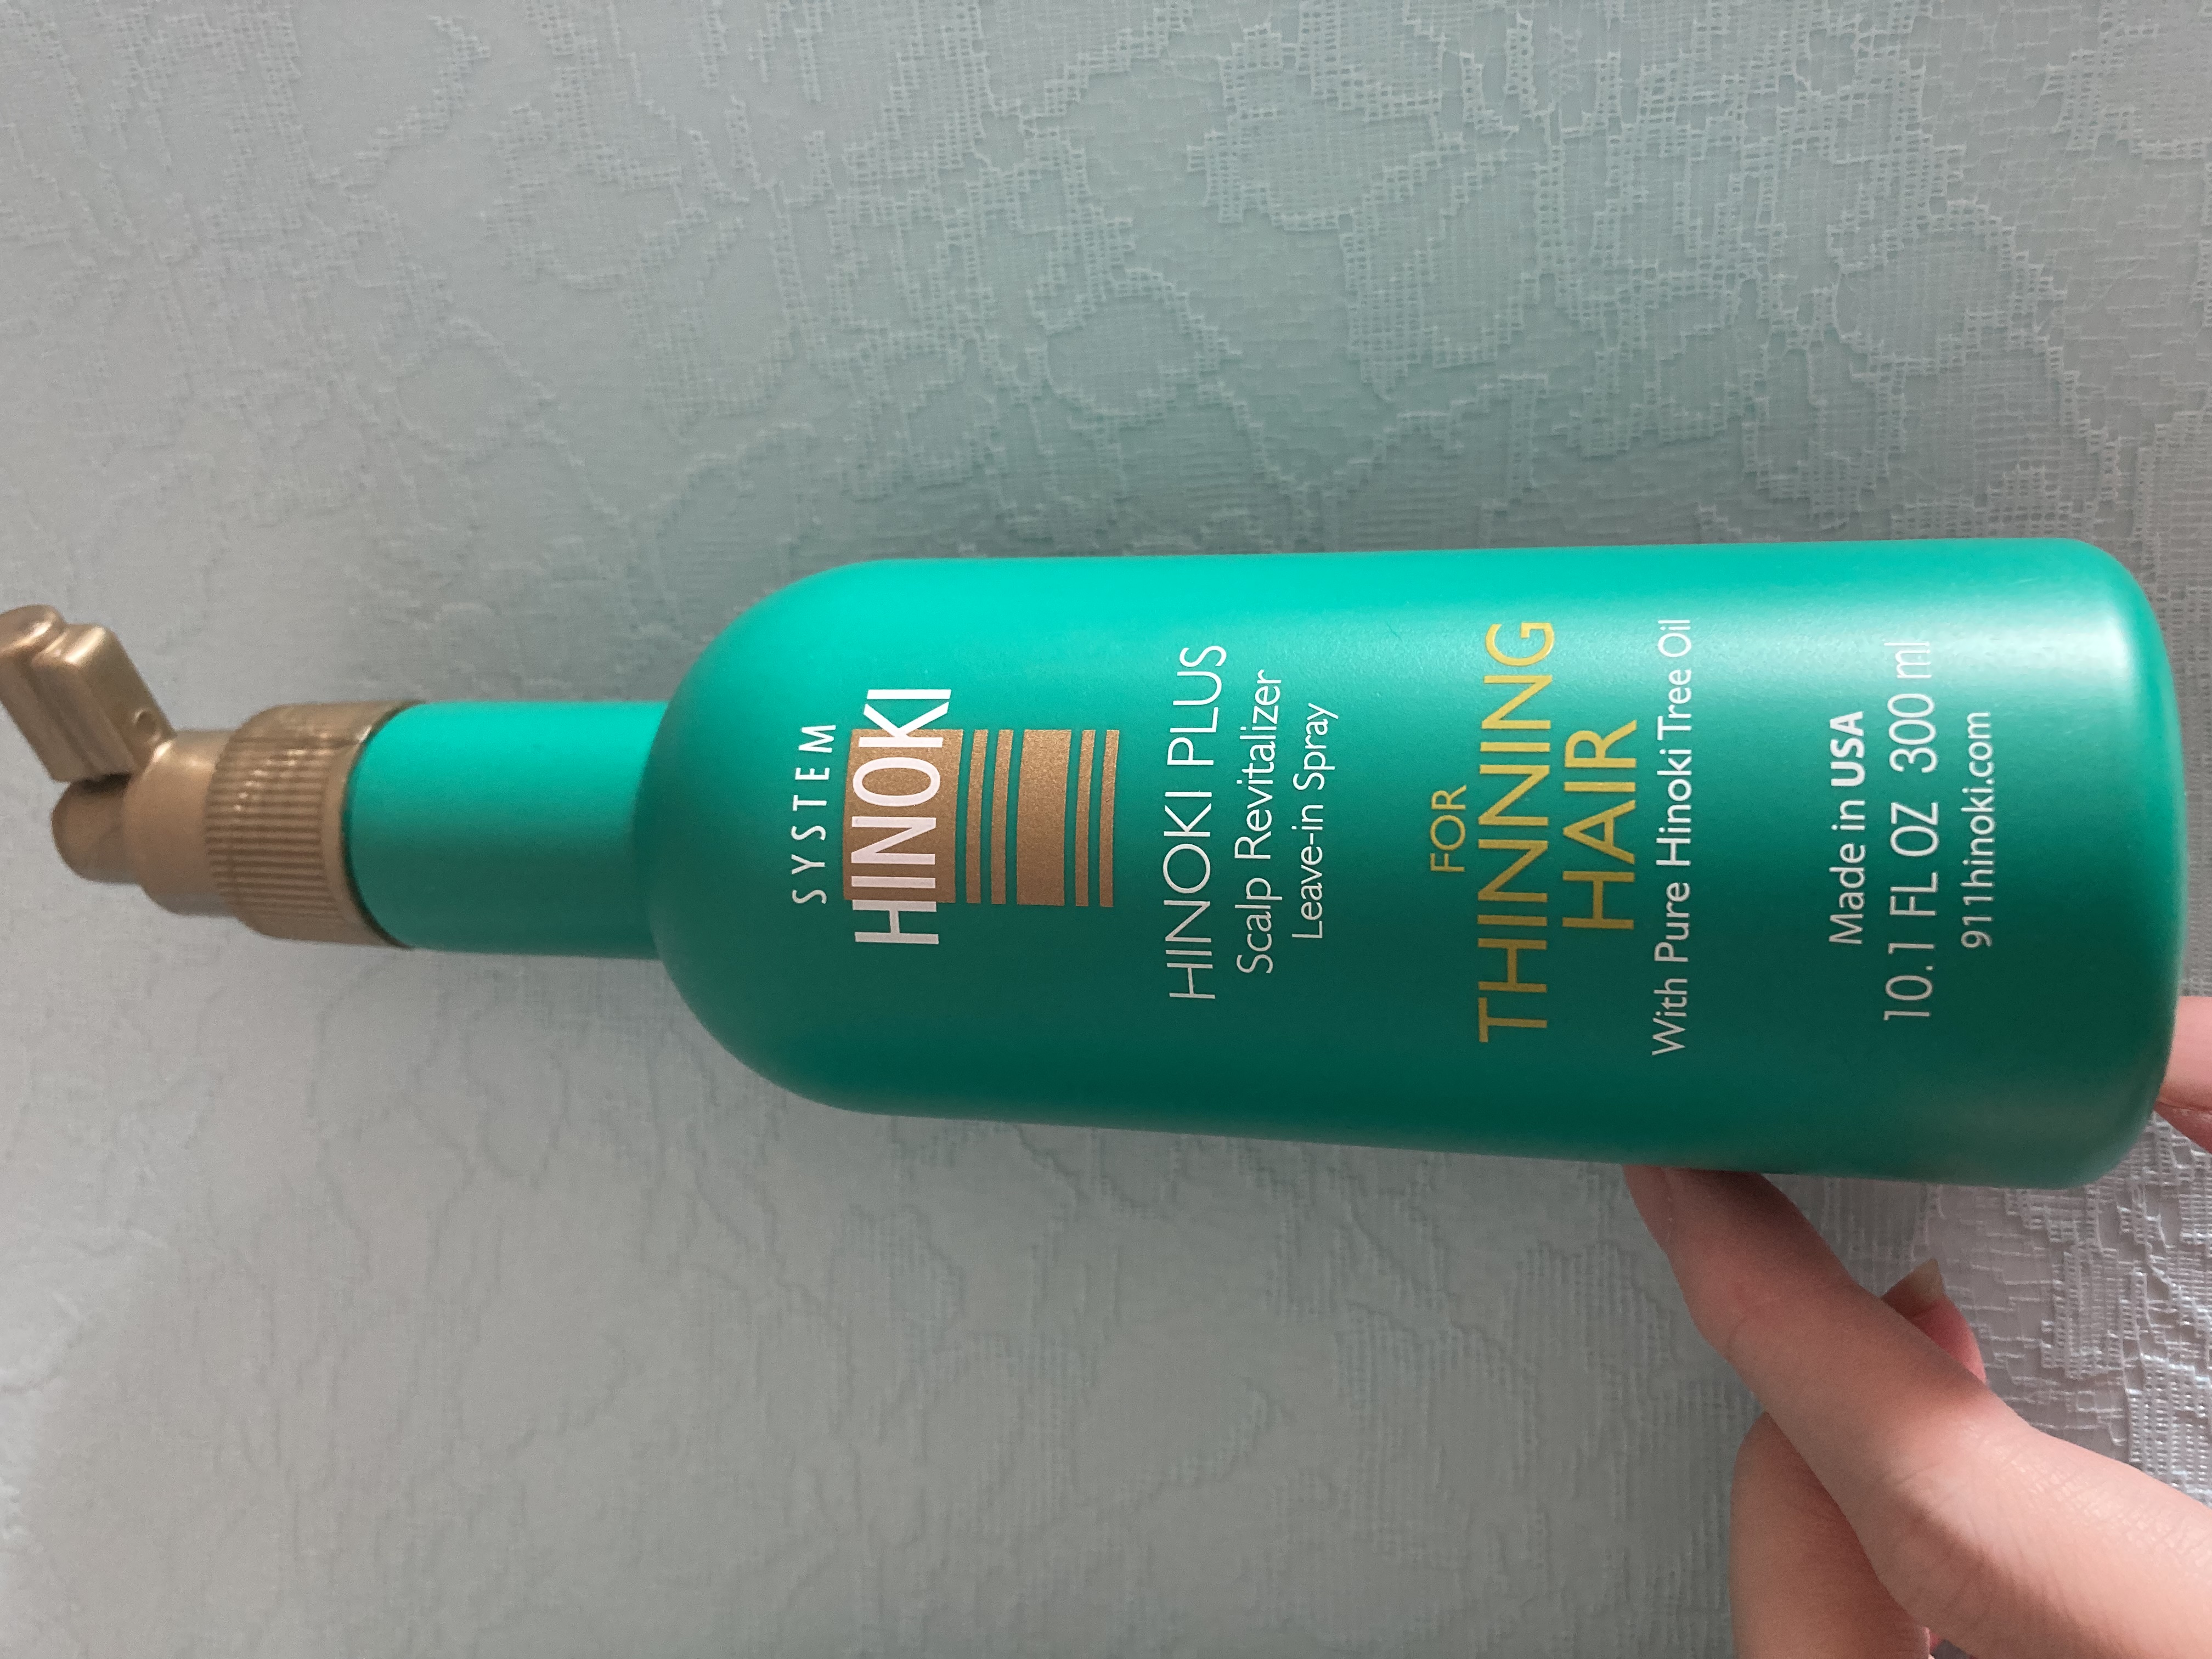 SYSTEM
HINOKI
HINOKI PLUS
Scalp Revitalizer
Leave-in Spray
FOR
THINNING
HAIR
With Pure Hinoki Tree Oil
Made in USA
10.1 FL OZ 300 ml
911hinoki.com